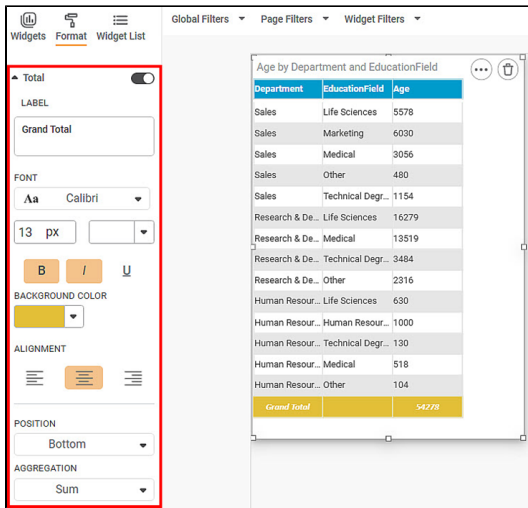 Widgets Format Widget List
Global Filters Page Filters Widget Filters
Total
LABEL
Grand Total
FONT
Aa Calibri
13 px
B I U
BACKGROUND COLOR
ALIGNMENT
POSITION
Bottom
AGGREGATION
Sum
Age by Department and EducationField
Department EducationField Age
Sales Life Sciences 5578
Sales Marketing 6030
Sales Medical 3056
Sales Other 480
Sales Technical Degr... 1154
Research & De... Life Sciences 16279
Research & De... Medical 13519
Research & De... Technical Degr... 3484
Research & De... Other 2316
Human Resour... Life Sciences 630
Human Resour... Human Resour... 1000
Human Resour... Technical Degr... 130
Human Resour... Medical 518
Human Resour... Other 104
Grand Total 54278